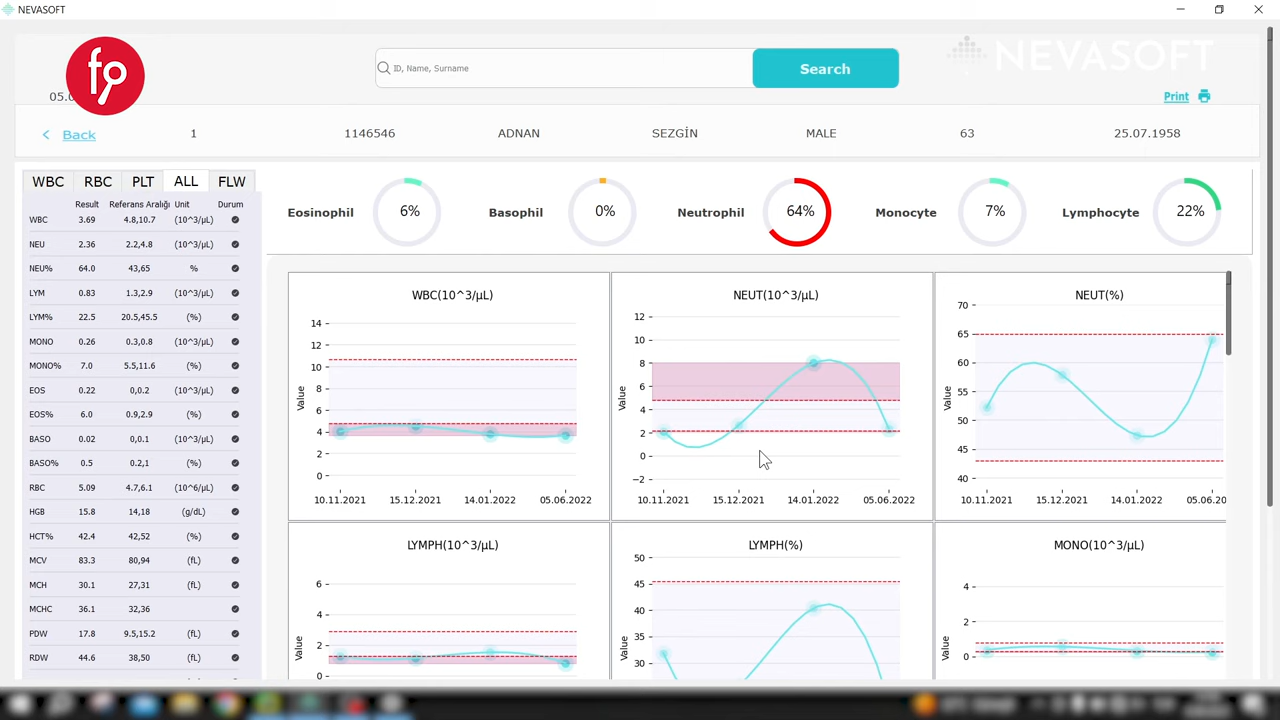 NEVASOFT
fp
ID, Name, Surname
Search
NEVASOFT
05.0
Print
Back 1 1146546 ADNAN SEZGİN MALE 63 25.07.1958
WBC RBC PLT ALL FLW
Result Referans Aralığı Unit Durum
WBC 3.69 4.8,10.7 (10^3/µL)
NEU 2.36 2.2,4.8 (10^3/µL)
NEU% 64.0 43,65 %
LYM 0.83 1.3,2.9 (10^3/µL)
LYM% 22.5 20.5,45.5 (%)
MONO 0.26 0.3,0.8 (10^3/µL)
MONO% 7.0 5.5,11.6 (%)
EOS 0.22 0,0.2 (10^3/µL)
EOS% 6.0 0.9,2.9 (%)
BASO 0.02 0,0.1 (10^3/µL)
BASO% 0.5 0.2,1 (%)
RBC 5.09 4.7,6.1 (10^6/µL)
HGB 15.8 14,18 (g/dL)
HCT% 42.4 42,52 (%)
MCV 83.3 80,94 (fL)
MCH 30.1 27,31 (fL)
MCHC 36.1 32,36
PDW 17.8 9.5,15.2 (fL)
RDW 44.6 38,50 (fL)
Eosinophil 6% Basophil 0% Neutrophil 64% Monocyte 7% Lymphocyte 22%
WBC(10^3/µL)
14
12
10
8
6
4
2
0
Value
10.11.2021 15.12.2021 14.01.2022 05.06.2022
NEUT(10^3/µL)
12
10
8
6
4
2
0
−2
Value
10.11.2021 15.12.2021 14.01.2022 05.06.2022
NEUT(%)
70
65
60
55
50
45
40
Value
10.11.2021 15.12.2021 14.01.2022 05.06.20
LYMPH(10^3/µL)
6
4
2
0
Value
LYMPH(%)
50
45
40
35
30
Value
MONO(10^3/µL)
4
2
0
Value